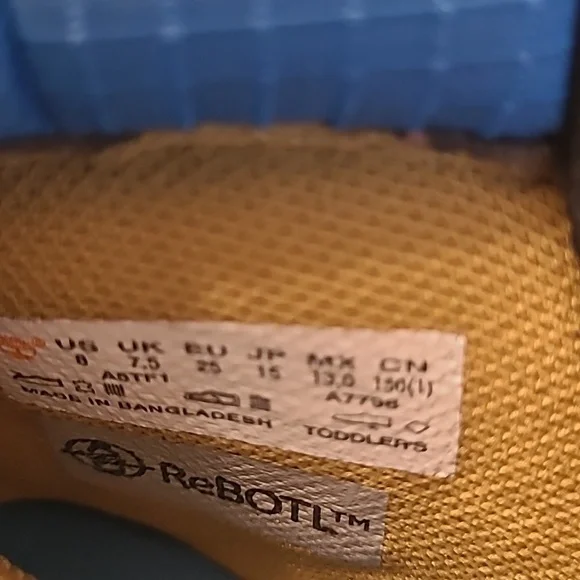 US UK EU JP MX CN
8 7.5 25 15 13.0 150(1)
A6TF1 A7796
MADE IN BANGLADESH TODDLERS
ReBOTL™